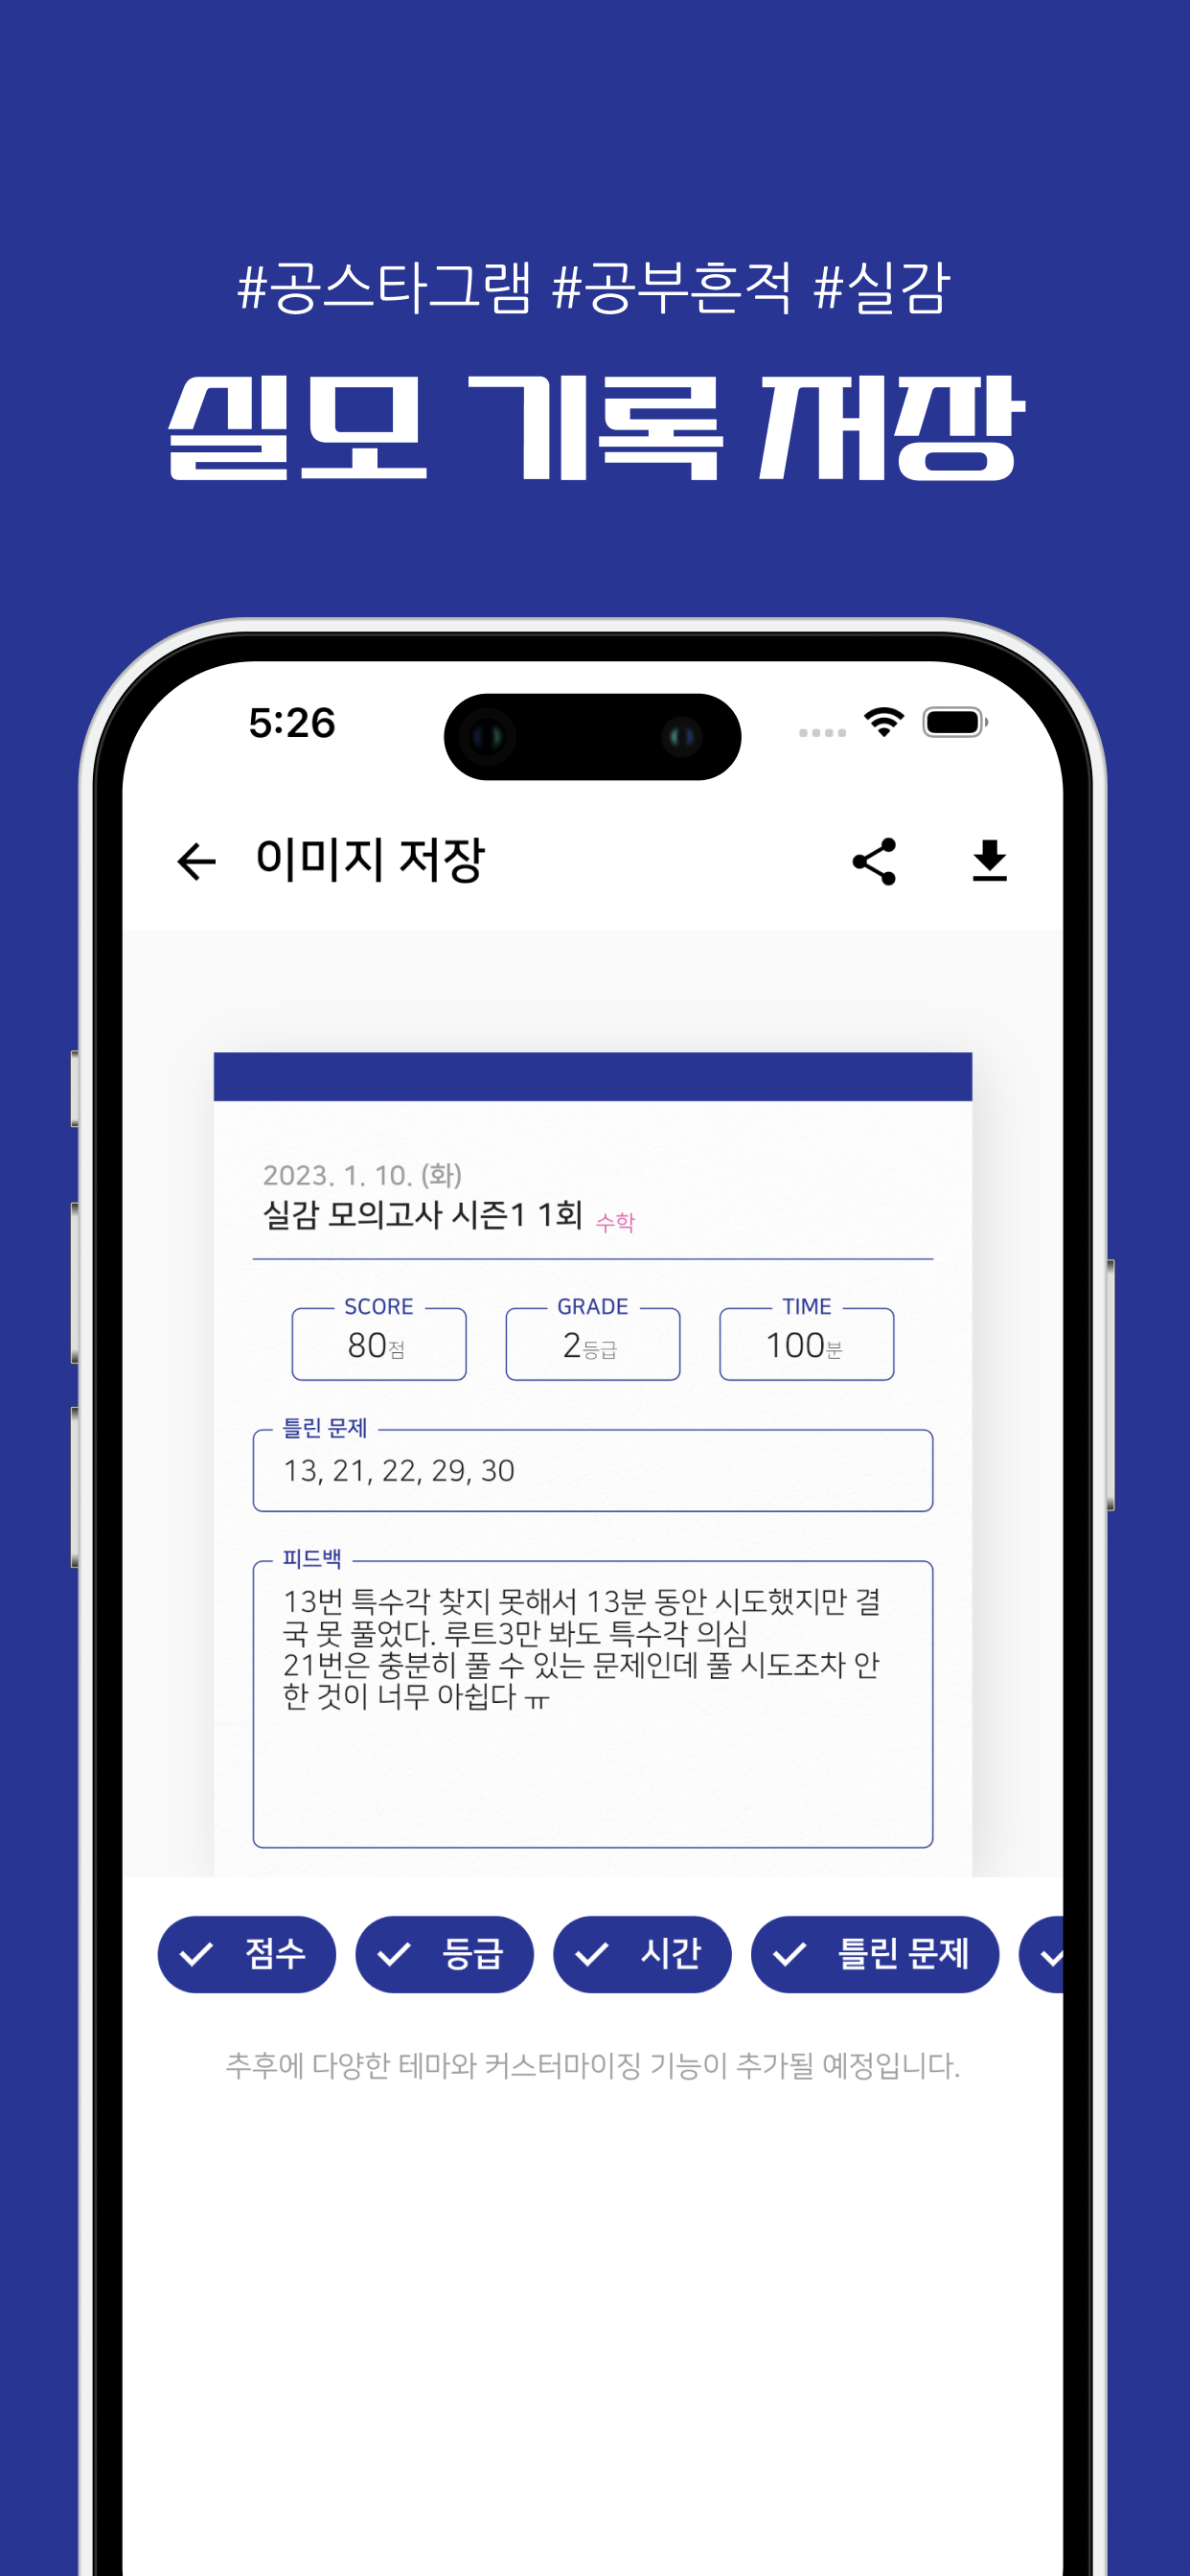 #공스타그램 #공부흔적 #실감
실모 기록 저장
5:26
이미지 저장
2023. 1. 10. (화)
실감 모의고사 시즌1 1회 수학
SCORE GRADE TIME
80점 2등급 100분
틀린 문제
13, 21, 22, 29, 30
피드백
13번 특수각 찾지 못해서 13분 동안 시도했지만 결
국 못 풀었다. 루트3만 봐도 특수각 의심
21번은 충분히 풀 수 있는 문제인데 풀 시도조차 안
한 것이 너무 아쉽다 ㅠ
점수 등급 시간 틀린 문제
추후에 다양한 테마와 커스터마이징 기능이 추가될 예정입니다.